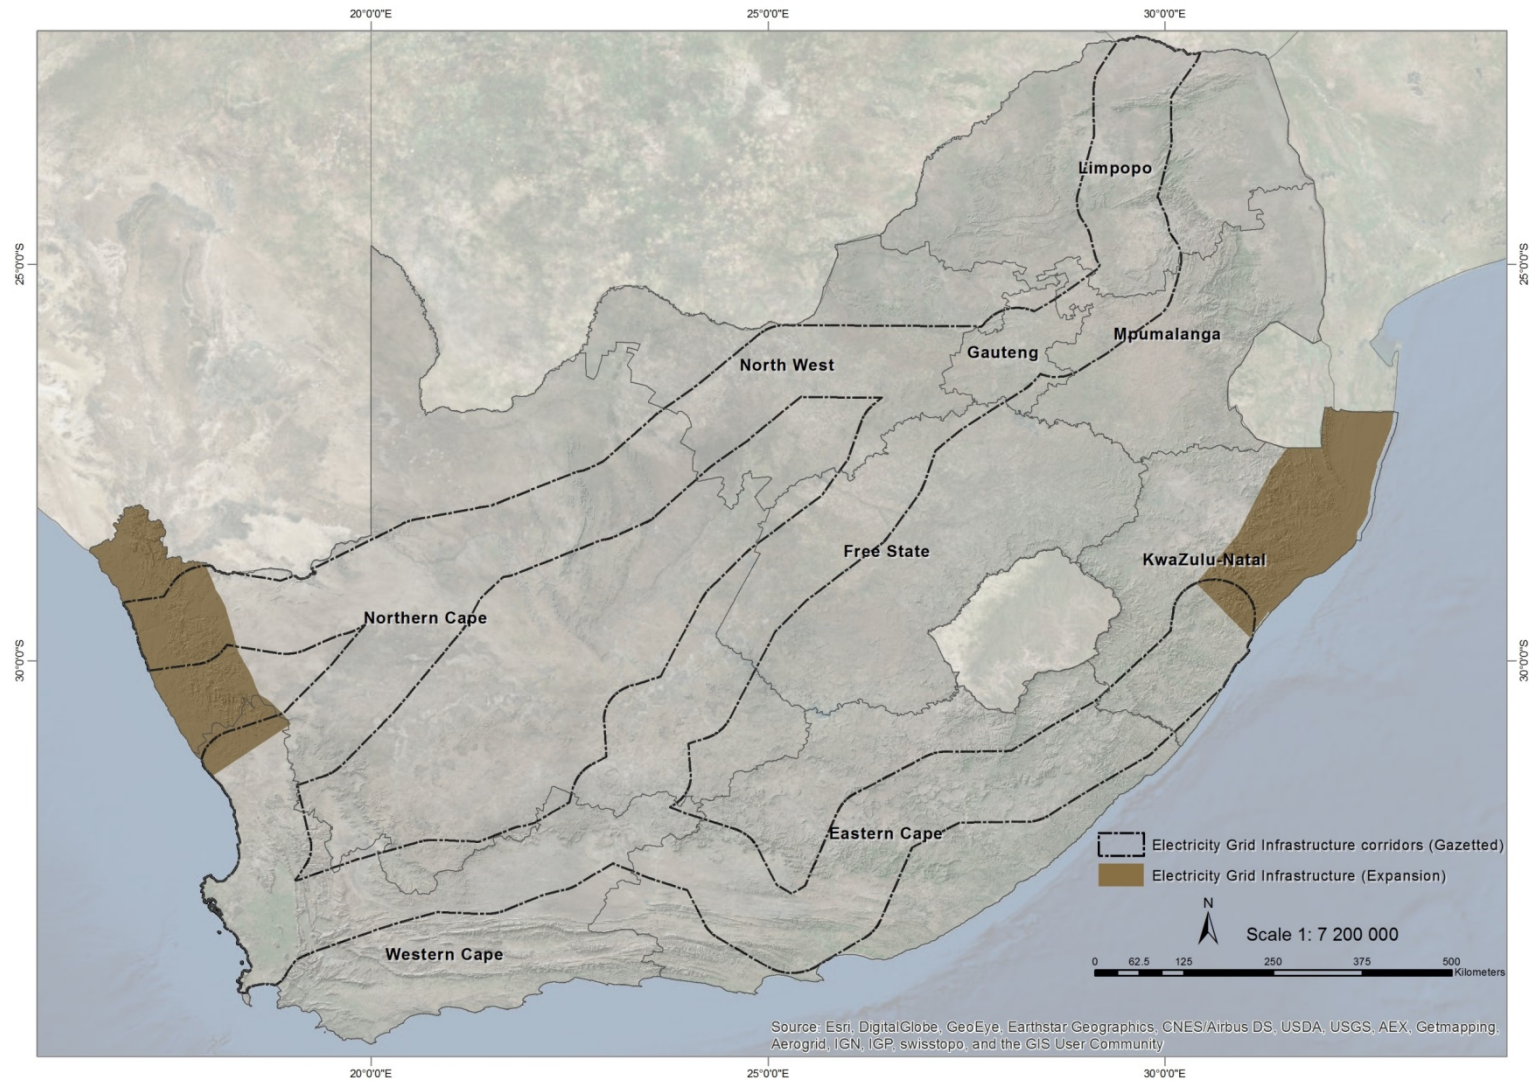 20°0'0"E 25°0'0"E 30°0'0"E
Limpopo
25°0'0"S 25°0'0"S
Mpumalanga
Gauteng
North West
Free State
KwaZulu-Natal
Northern Cape
30°0'0"S 30°0'0"S
Eastern Cape
Electricity Grid Infrastructure corridors (Gazetted)
Electricity Grid Infrastructure (Expansion)
N
Scale 1: 7 200 000
Western Cape
0 62.5 125 250 375 500
Kilometers
Source: Esri, DigitalGlobe, GeoEye, Earthstar Geographics, CNES/Airbus DS, USDA, USGS, AEX, Getmapping,
Aerogrid, IGN, IGP, swisstopo, and the GIS User Community
20°0'0"E 25°0'0"E 30°0'0"E